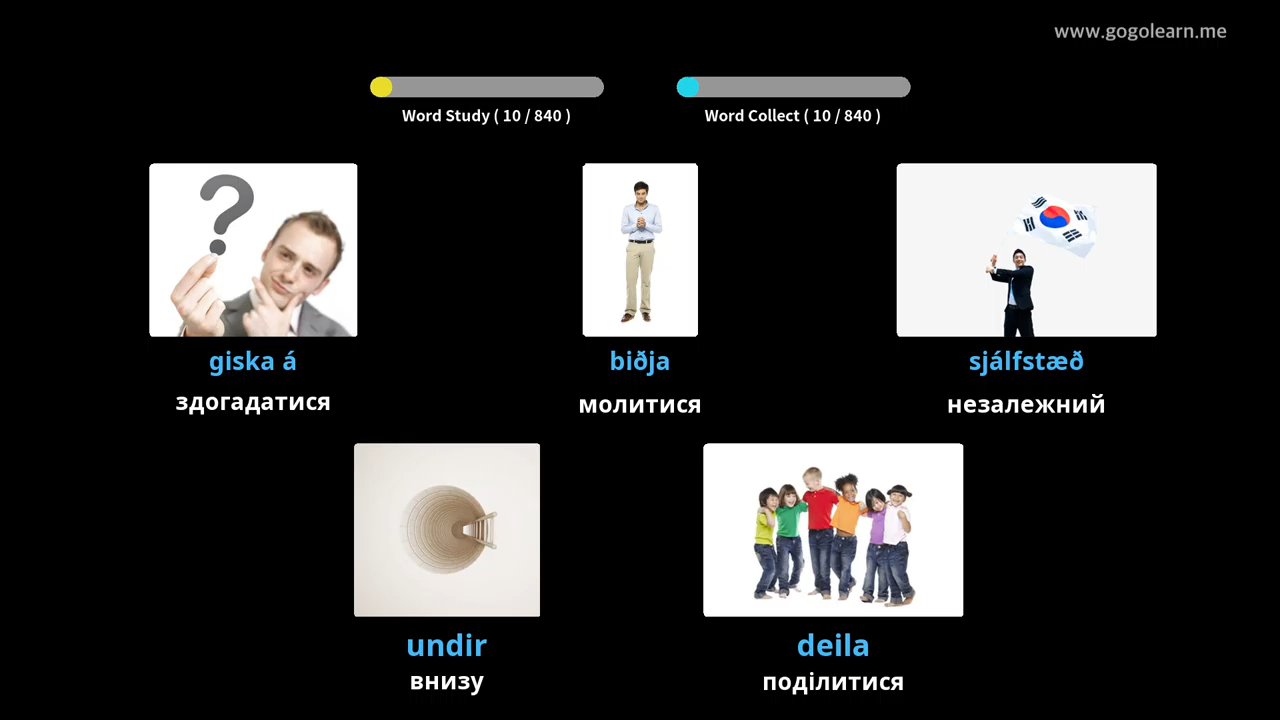 www.gogolearn.me
Word Study ( 10 / 840 )
Word Collect ( 10 / 840 )
giska á
biðja
sjálfstæð
здогадатися
молитися
незалежний
undir
deila
внизу
поділитися